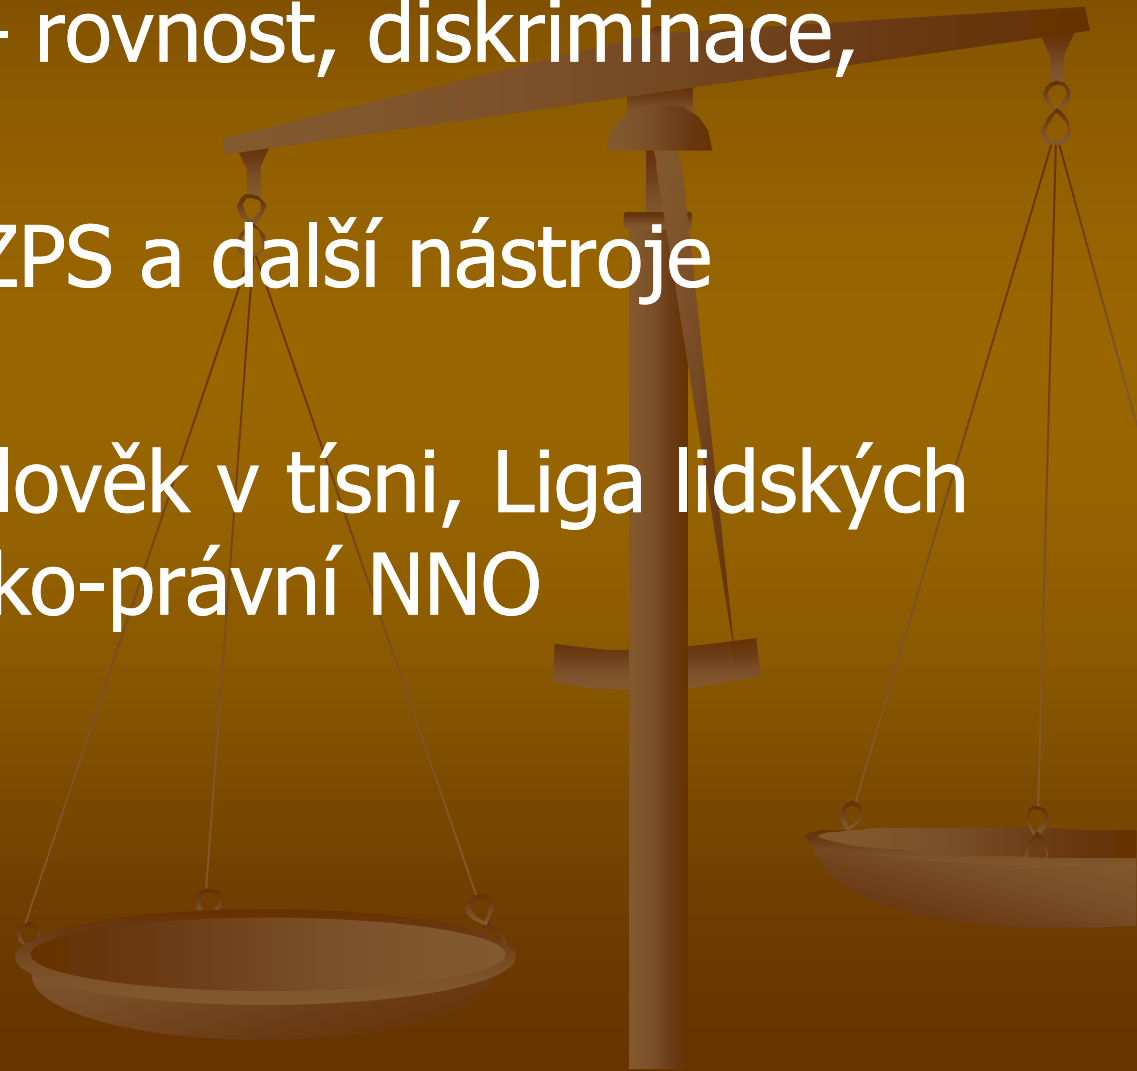 - rovnost, diskriminace,
ZPS a další nástroje
lověk v tísni, Liga lidských
ko-právní NNO